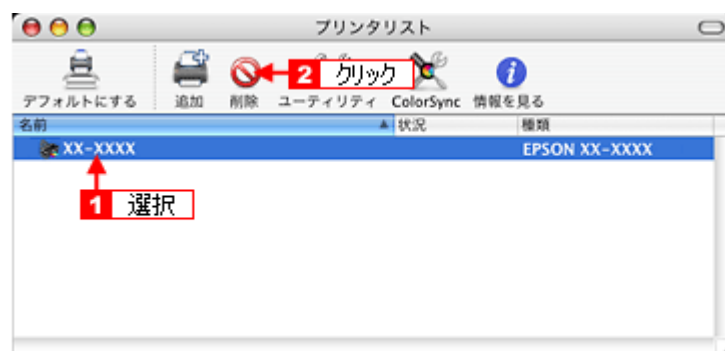 プリンタリスト
2 クリック
デフォルトにする 追加 削除 ユーティリティ ColorSync 情報を見る
名前 状況 種類
XX-XXXX EPSON XX-XXXX
1 選択